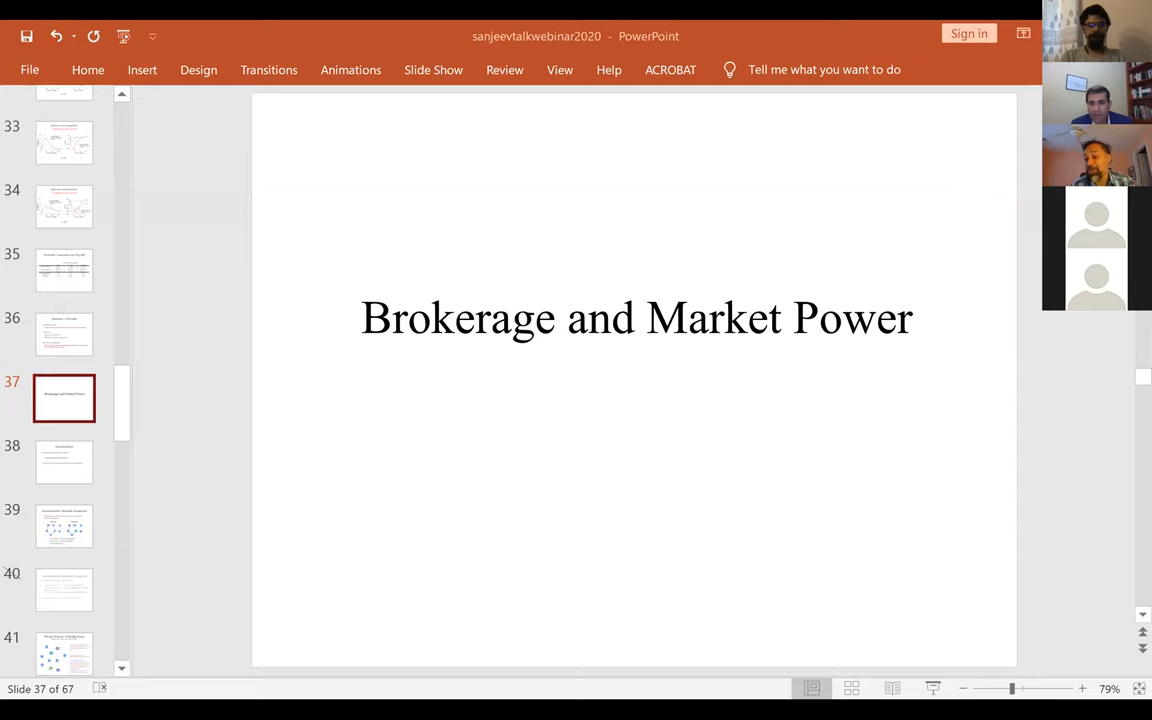 sanjeevtalkwebinar2020 - PowerPoint
Sign in
File Home Insert Design Transitions Animations Slide Show Review View Help ACROBAT Tell me what you want to do
33
34
35
36
37
38
39
40
41
Brokerage and Market Power
Slide 37 of 67
79%